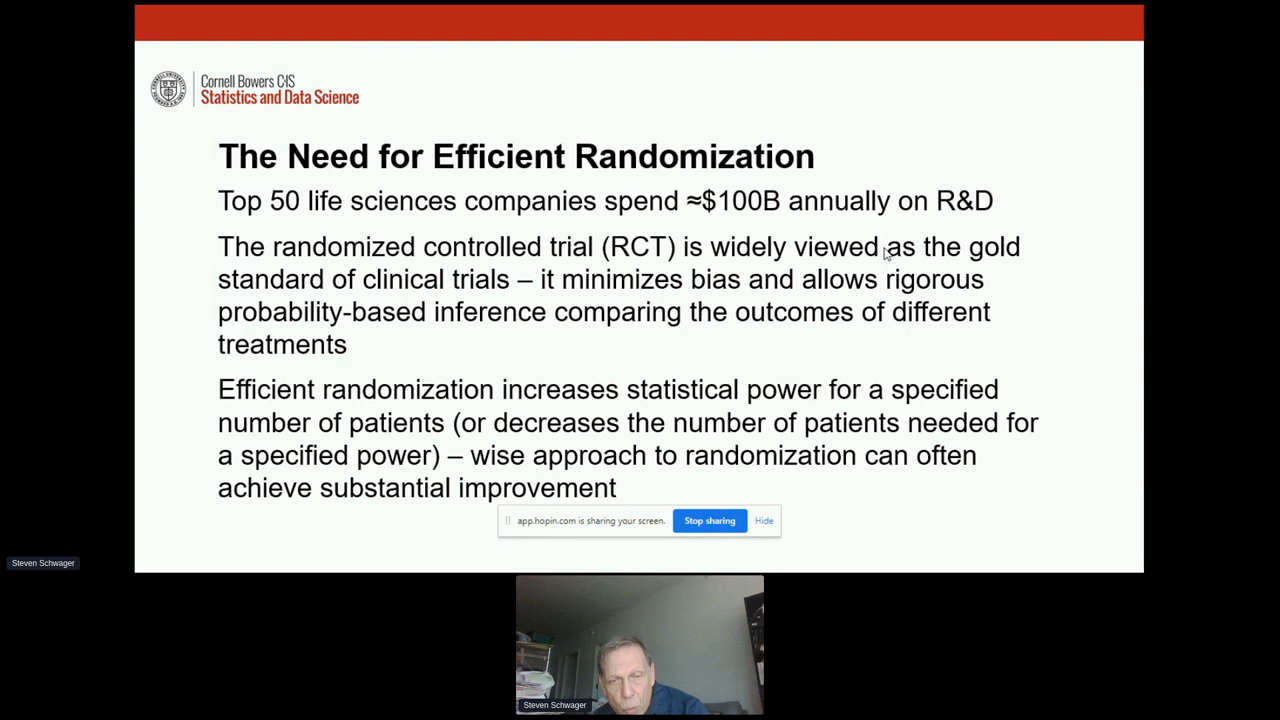 Cornell Bowers C·IS
Statistics and Data Science
The Need for Efficient Randomization
Top 50 life sciences companies spend ≈$100B annually on R&D
The randomized controlled trial (RCT) is widely viewed as the gold
standard of clinical trials – it minimizes bias and allows rigorous
probability-based inference comparing the outcomes of different
treatments
Efficient randomization increases statistical power for a specified
number of patients (or decreases the number of patients needed for
a specified power) – wise approach to randomization can often
achieve substantial improvement
app.hopin.com is sharing your screen. Stop sharing Hide
Steven Schwager
Steven Schwager